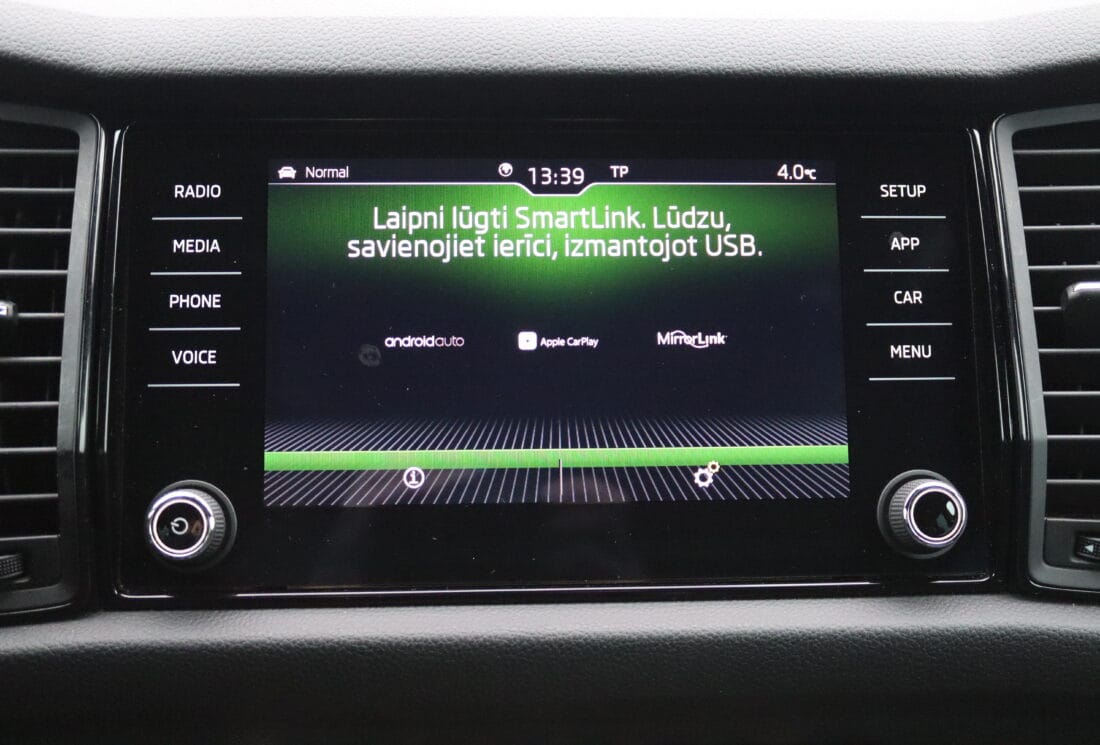 Normal 13:39 TP 4.0°C
Laipni lūgti SmartLink. Lūdzu,
savienojiet ierīci, izmantojot USB.
androidauto Apple CarPlay MirrorLink
RADIO
MEDIA
PHONE
VOICE
SETUP
APP
CAR
MENU